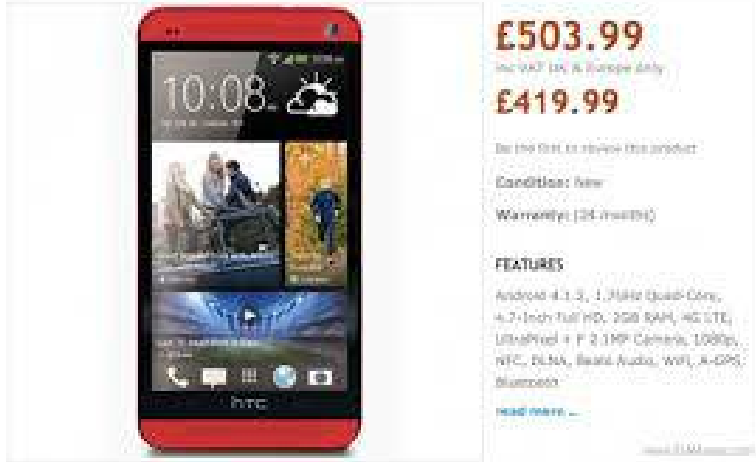 10:08
hTC
£503.99
inc VAT UK & Europe only
£419.99
Be the first to review this product
Condition: New
Warranty: (24 months)
FEATURES
Android 4.1.2, 1.7GHz Quad-Core,
4.7-Inch Full HD, 2GB RAM, 4G LTE,
UltraPixel + F 2.1MP Camera, 1080p,
NFC, DLNA, Beats Audio, WiFi, A-GPS,
Bluetooth
read more ...